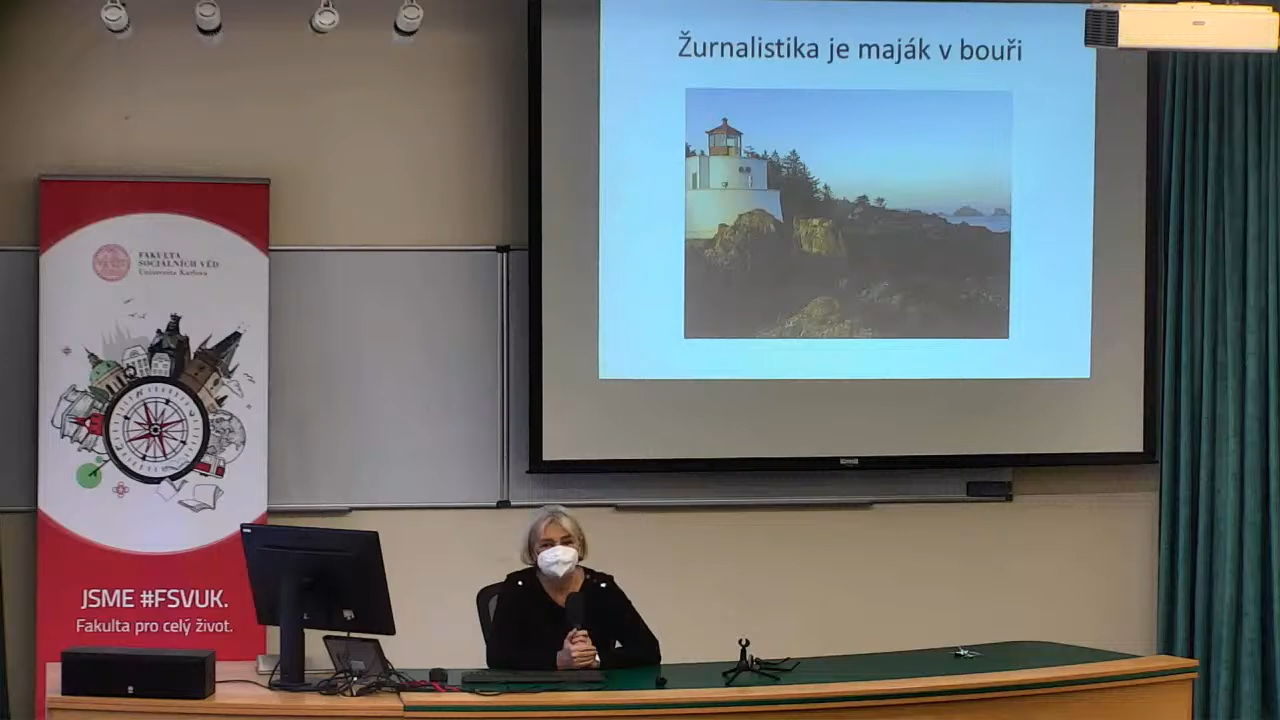 Žurnalistika je maják v bouři
FAKULTA
SOCIÁLNÍCH VĚD
Univerzita Karlova
JSME #FSVUK.
Fakulta pro celý život.